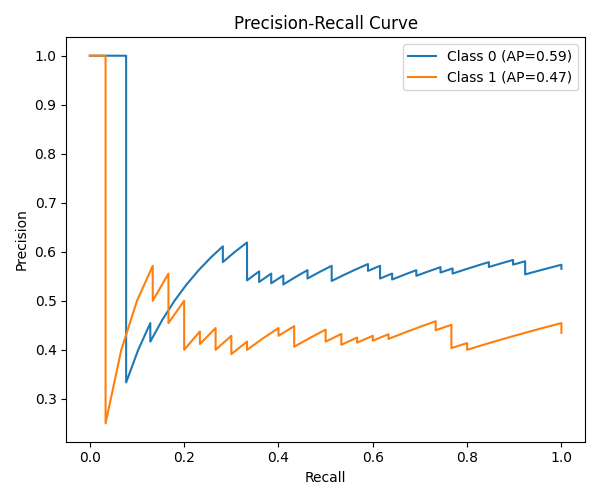 Precision-Recall Curve
Class 0 (AP=0.59)
Class 1 (AP=0.47)
Precision
1.0
0.9
0.8
0.7
0.6
0.5
0.4
0.3
0.0 0.2 0.4 0.6 0.8 1.0
Recall